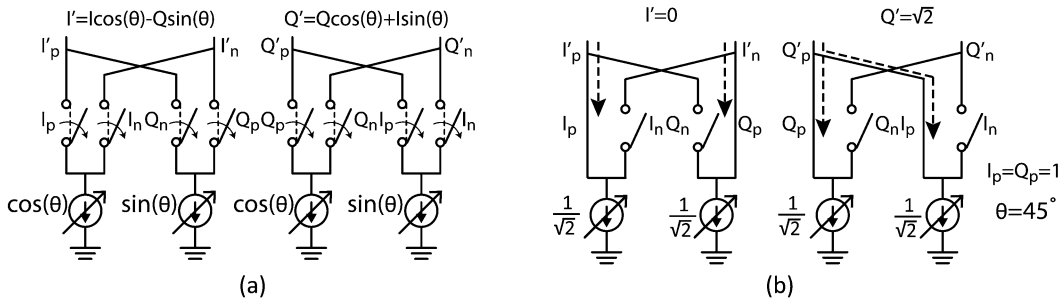 I'=Icos(θ)-Qsin(θ) Q'=Qcos(θ)+Isin(θ)
I'p I'n Q'p Q'n
Ip In Qn Qp Qp Qn Ip In
cos(θ) sin(θ) cos(θ) sin(θ)
(a)
I'=0 Q'=√2
I'p I'n Q'p Q'n
Ip In Qn Qp Qp Qn Ip In
Ip=Qp=1
θ=45°
1/√2 1/√2 1/√2 1/√2
(b)